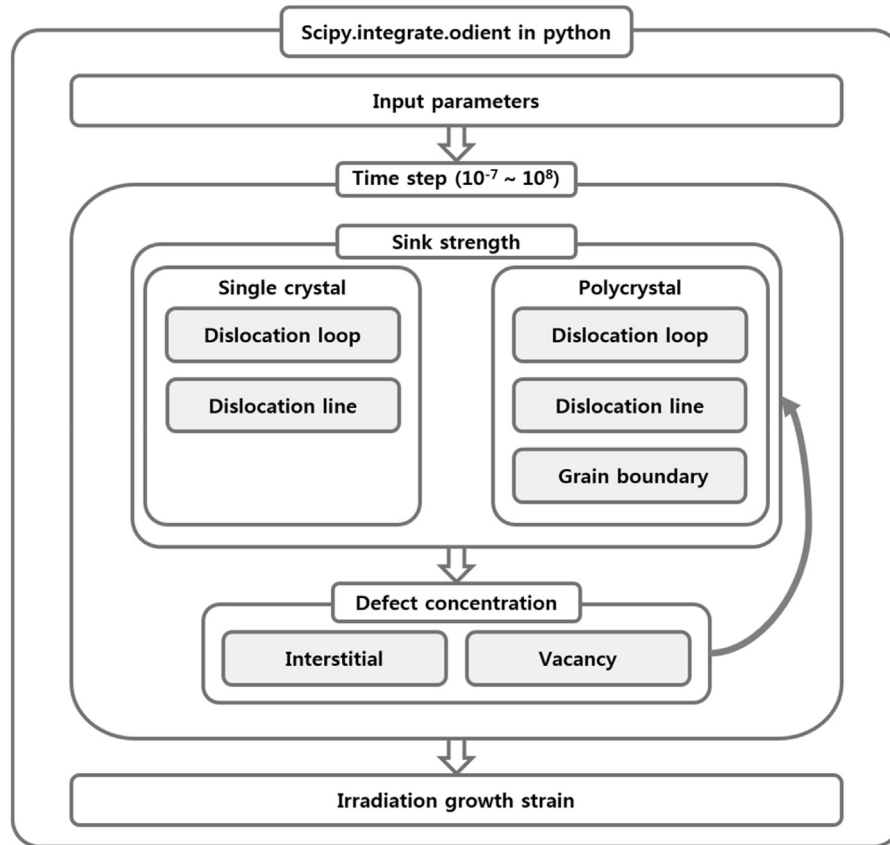 Scipy.integrate.odient in python
Input parameters
Time step (10⁻⁷ ~ 10⁸)
Sink strength
Single crystal
Dislocation loop
Dislocation line
Polycrystal
Dislocation loop
Dislocation line
Grain boundary
Defect concentration
Interstitial
Vacancy
Irradiation growth strain